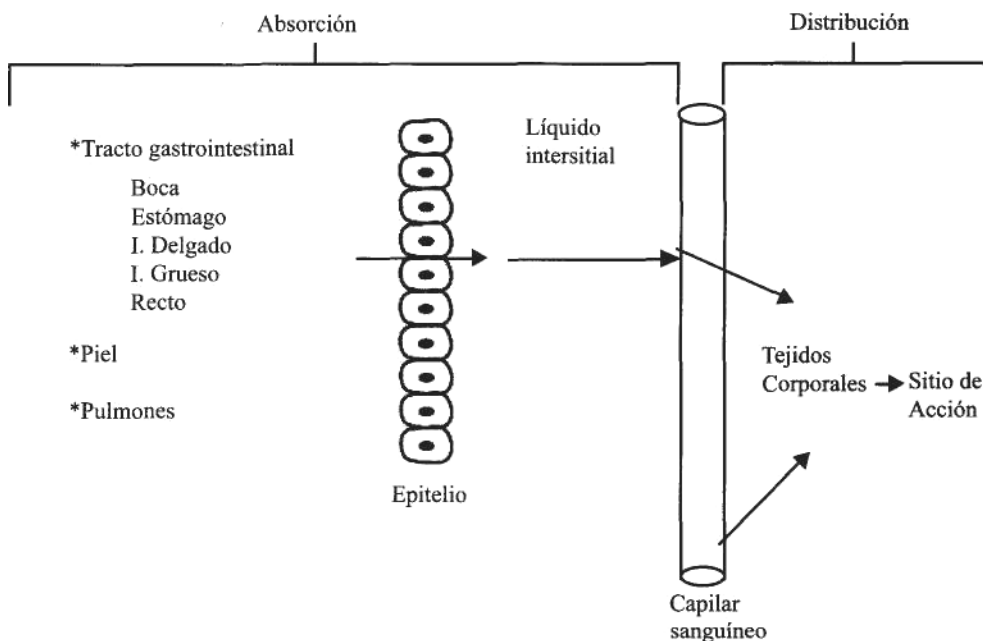 Absorción
Distribución
*Tracto gastrointestinal
Boca
Estómago
I. Delgado
I. Grueso
Recto
*Piel
*Pulmones
Epitelio
Líquido
intersitial
Capilar
sanguíneo
Tejidos
Corporales
Sitio de
Acción